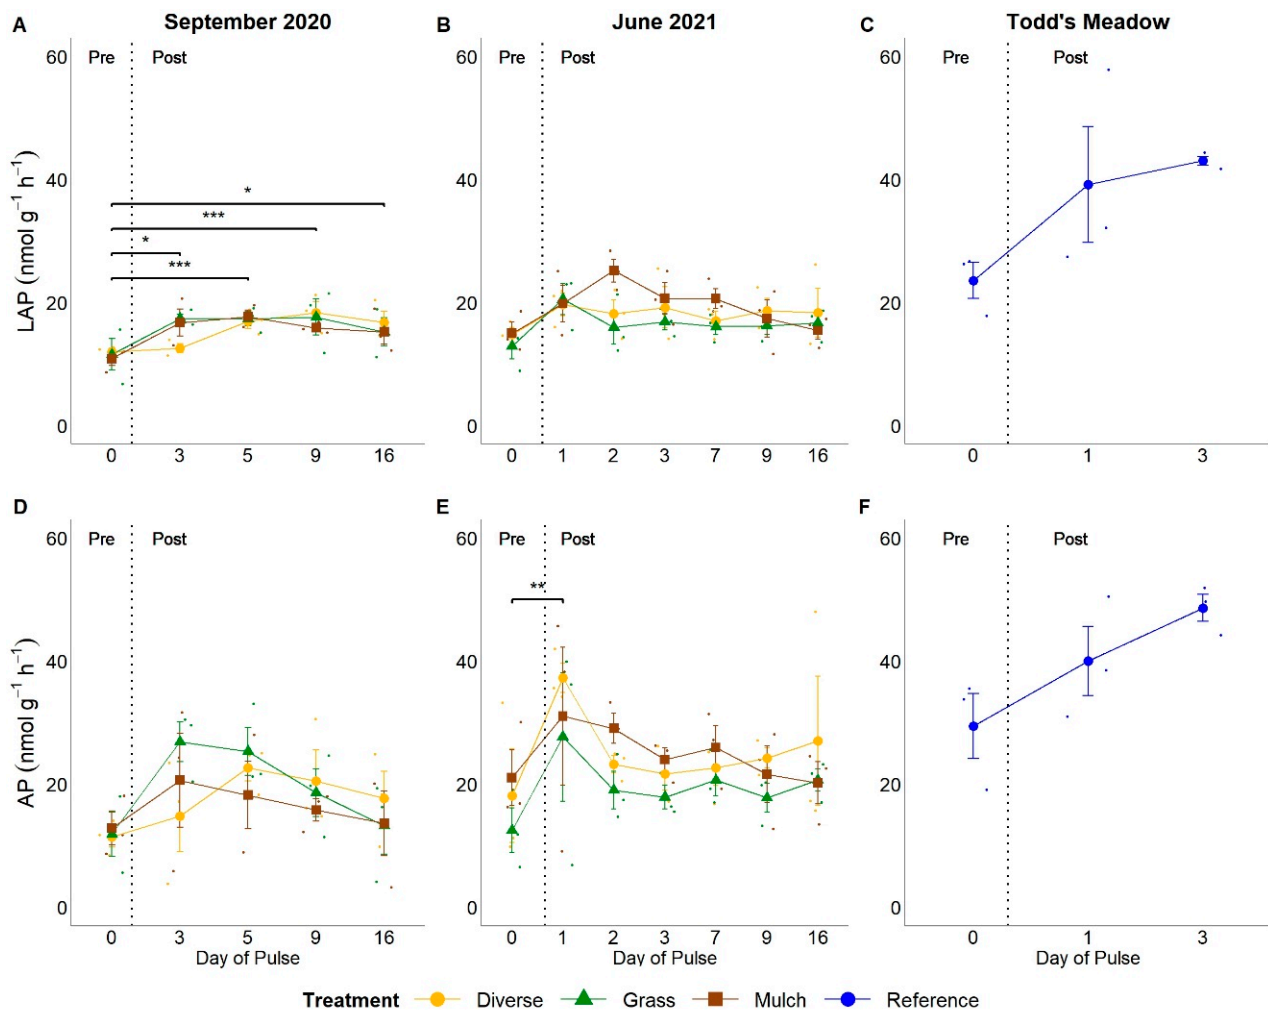 A
September 2020
B
June 2021
C
Todd's Meadow
60
Pre
Post
40
20
0
LAP (nmol g⁻¹ h⁻¹)
*
***
*
***
0 3 5 9 16
60
Pre
Post
40
20
0
0 1 2 3 7 9 16
60
Pre
Post
40
20
0
0 1 3
D
60
Pre
Post
40
20
0
AP (nmol g⁻¹ h⁻¹)
0 3 5 9 16
Day of Pulse
E
60
Pre
Post
**
40
20
0
0 1 2 3 7 9 16
Day of Pulse
F
60
Pre
Post
40
20
0
0 1 3
Day of Pulse
Treatment Diverse Grass Mulch Reference